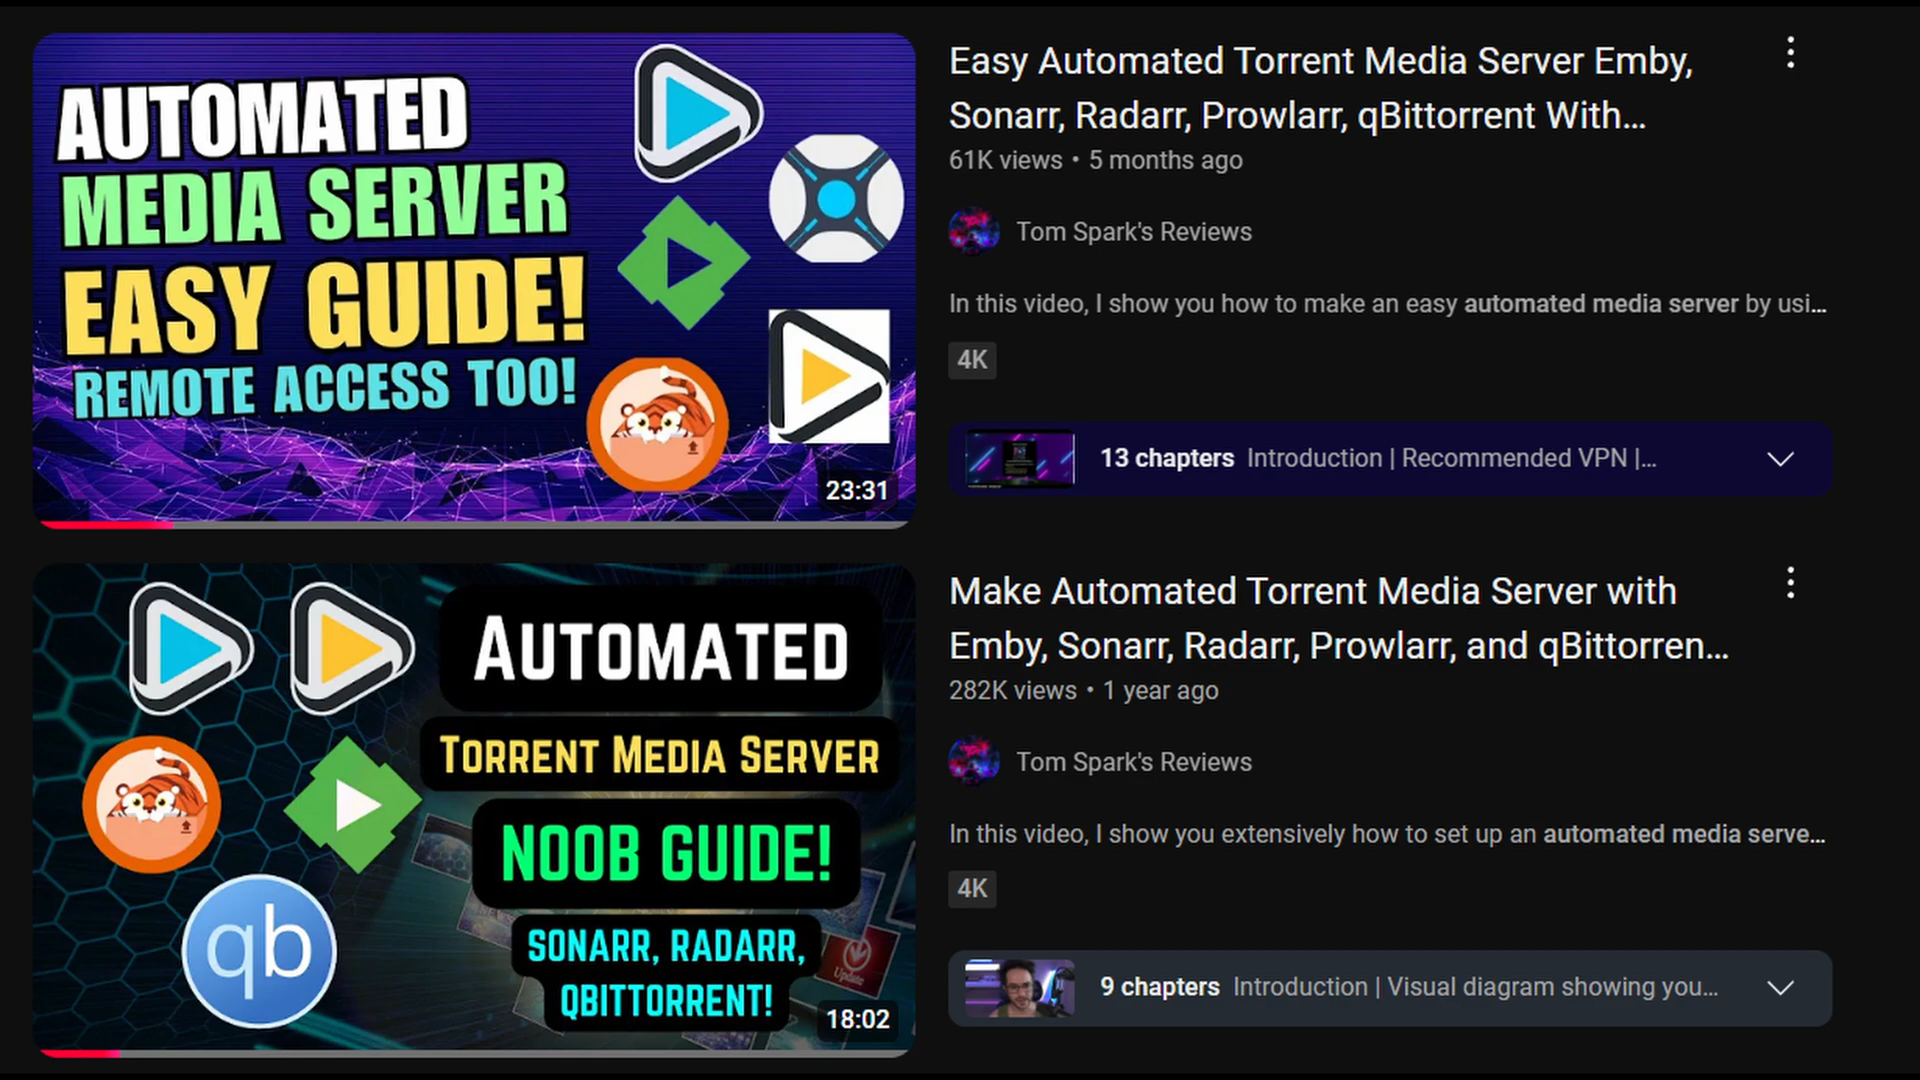 AUTOMATED
MEDIA SERVER
EASY GUIDE!
REMOTE ACCESS TOO!
23:31
Easy Automated Torrent Media Server Emby,
Sonarr, Radarr, Prowlarr, qBittorrent With...
61K views • 5 months ago
Tom Spark's Reviews
In this video, I show you how to make an easy automated media server by usi...
4K
13 chapters Introduction | Recommended VPN |...
AUTOMATED
TORRENT MEDIA SERVER
NOOB GUIDE!
SONARR, RADARR,
QBITTORRENT!
qb
Update
18:02
Make Automated Torrent Media Server with
Emby, Sonarr, Radarr, Prowlarr, and qBittorren...
282K views • 1 year ago
Tom Spark's Reviews
In this video, I show you extensively how to set up an automated media serve...
4K
9 chapters Introduction | Visual diagram showing you...